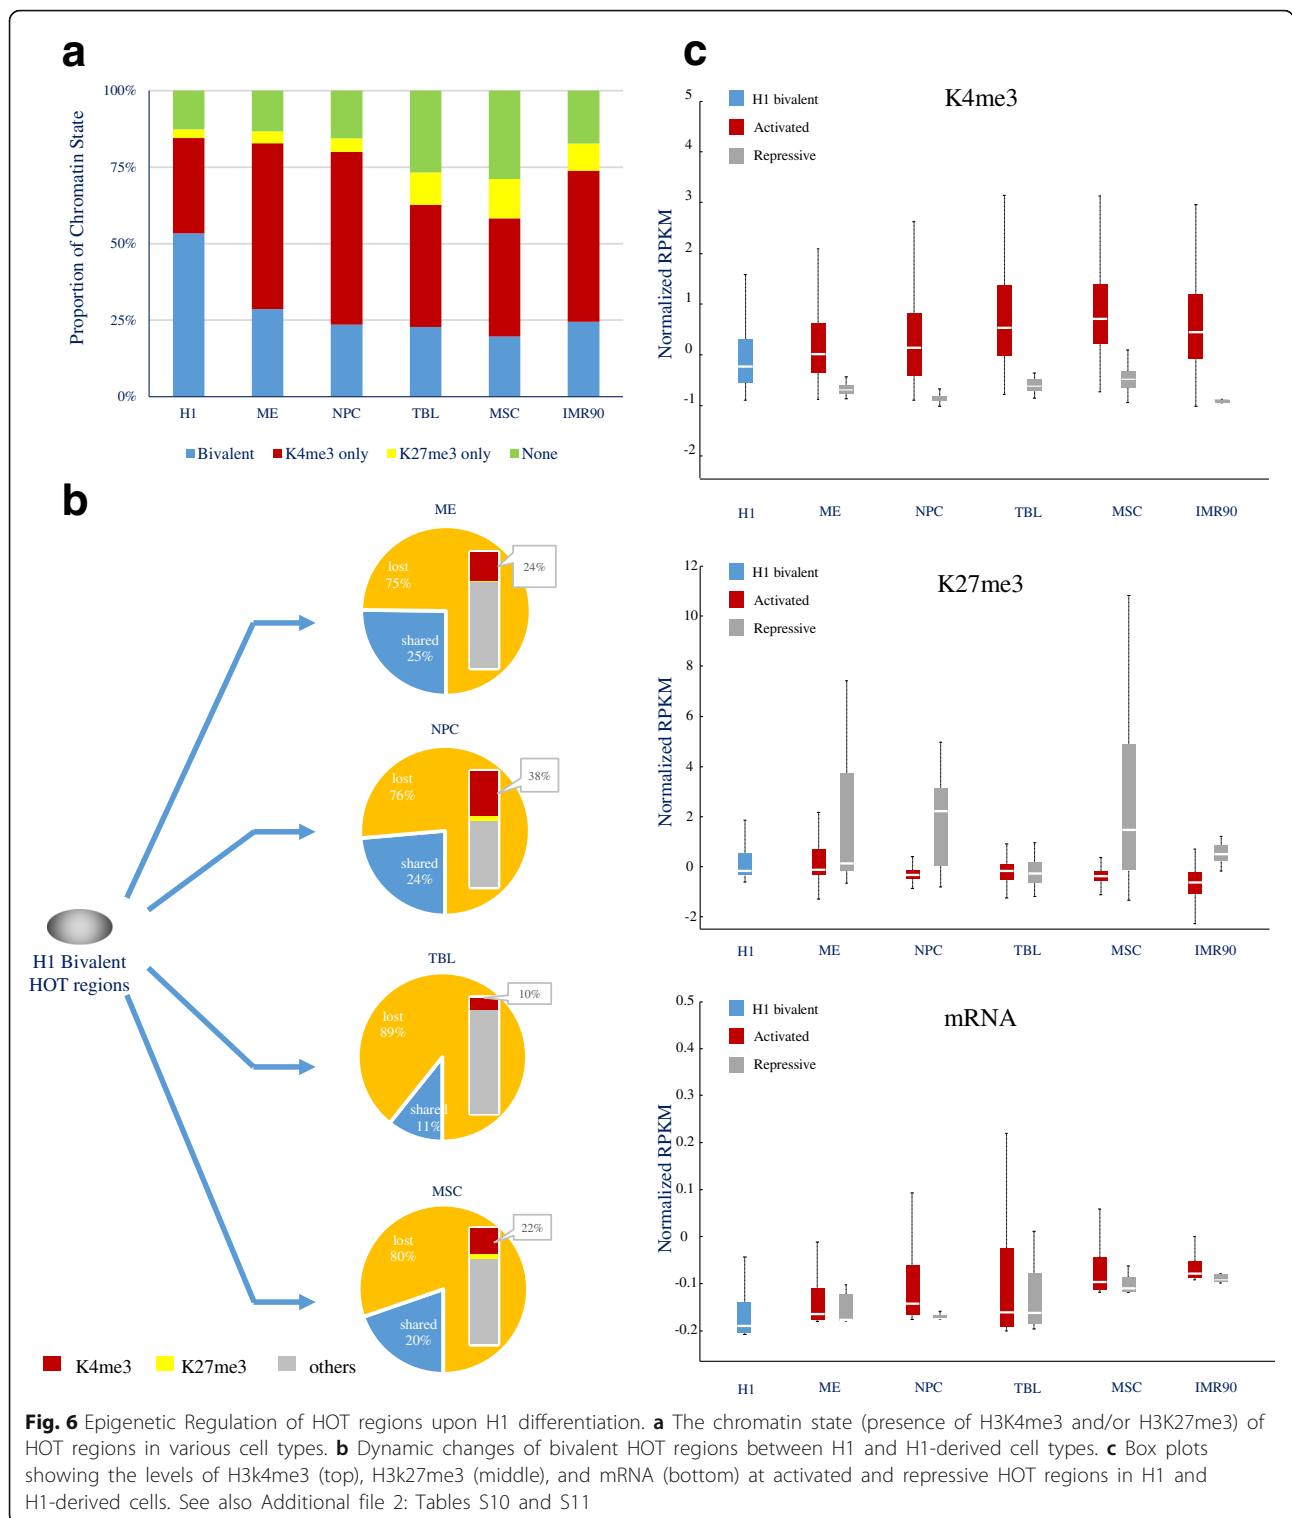 a
100%
75%
50%
25%
0%
Proportion of Chromatin State
H1 ME NPC TBL MSC IMR90
Bivalent K4me3 only K27me3 only None
b
ME
lost
75%
24%
shared
25%
NPC
lost
76%
38%
shared
24%
H1 Bivalent
HOT regions
TBL
lost
89%
10%
shared
11%
MSC
lost
80%
22%
shared
20%
K4me3 K27me3 others
c
K4me3
H1 bivalent
Activated
Repressive
Normalized RPKM
5
4
3
2
1
0
-1
-2
H1 ME NPC TBL MSC IMR90
K27me3
H1 bivalent
Activated
Repressive
Normalized RPKM
12
10
8
6
4
2
0
-2
H1 ME NPC TBL MSC IMR90
mRNA
H1 bivalent
Activated
Repressive
Normalized RPKM
0.5
0.4
0.3
0.2
0.1
0
-0.1
-0.2
H1 ME NPC TBL MSC IMR90
Fig. 6 Epigenetic Regulation of HOT regions upon H1 differentiation. a The chromatin state (presence of H3K4me3 and/or H3K27me3) of
HOT regions in various cell types. b Dynamic changes of bivalent HOT regions between H1 and H1-derived cell types. c Box plots
showing the levels of H3k4me3 (top), H3k27me3 (middle), and mRNA (bottom) at activated and repressive HOT regions in H1 and
H1-derived cells. See also Additional file 2: Tables S10 and S11